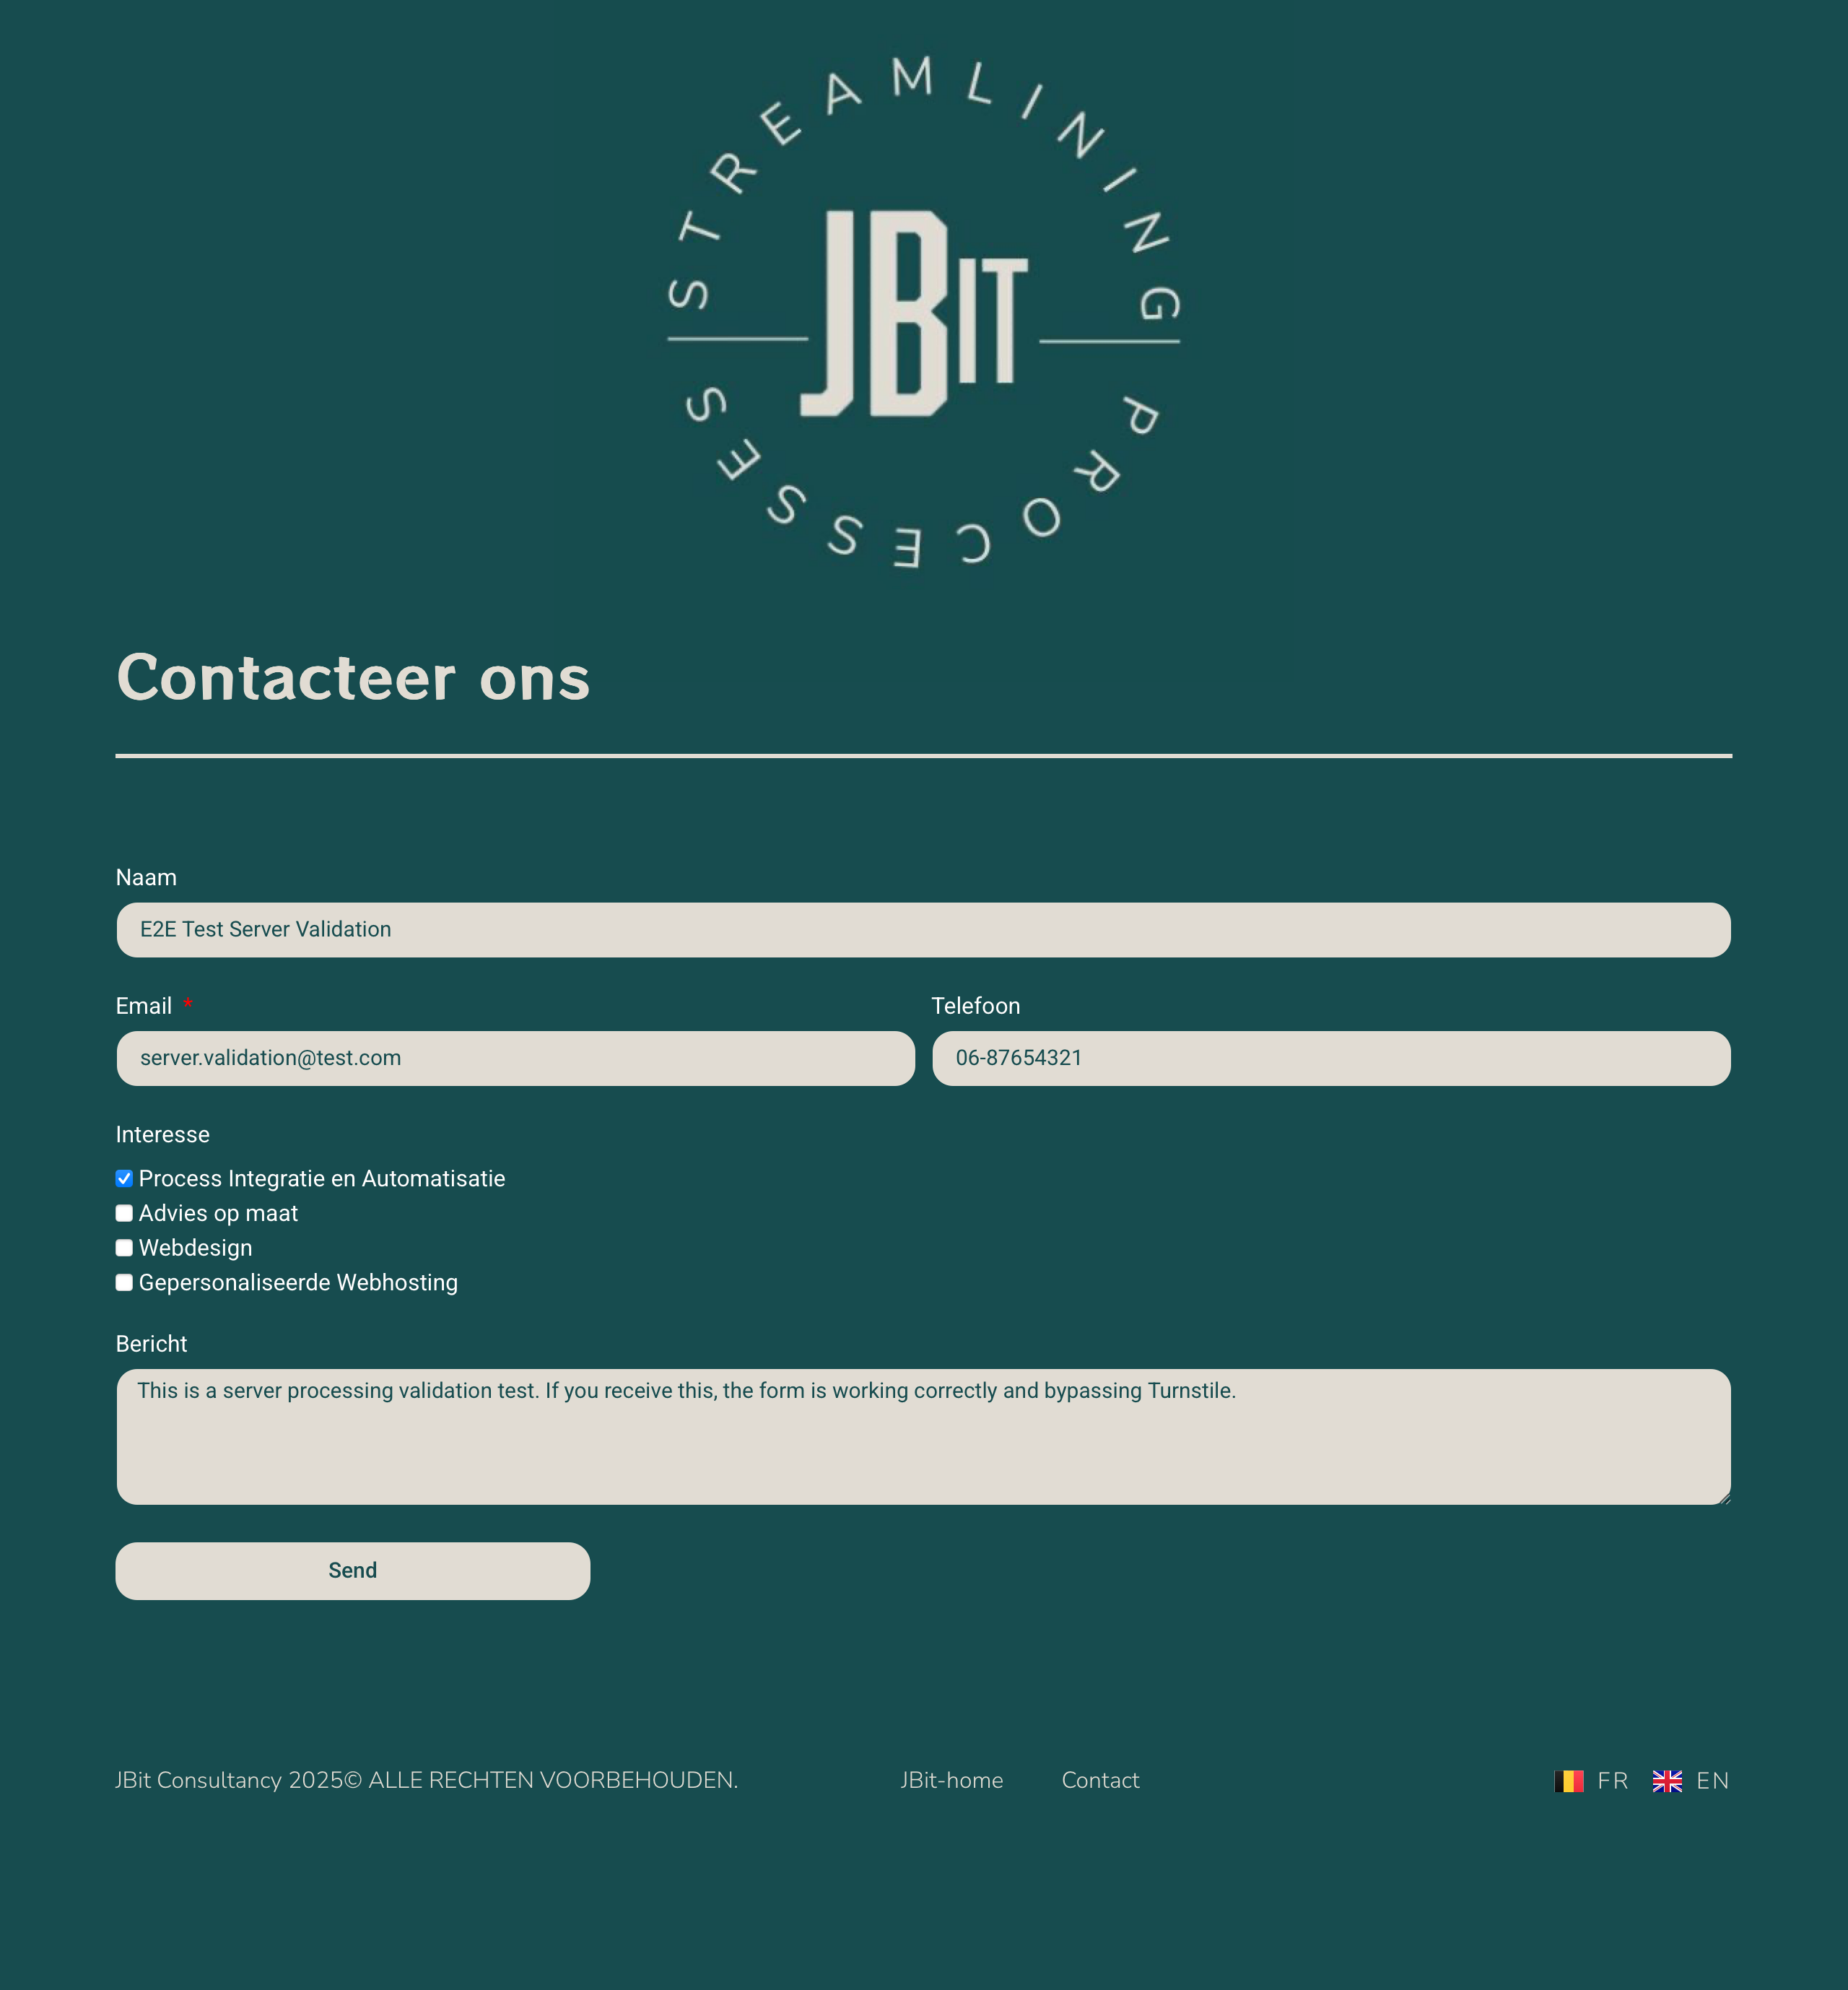 STREAMLINING
JBIT
PROCESSES
Contacteer ons
Naam
E2E Test Server Validation
Email *
Telefoon
server.validation@test.com
06-87654321
Interesse
Process Integratie en Automatisatie
Advies op maat
Webdesign
Gepersonaliseerde Webhosting
Bericht
This is a server processing validation test. If you receive this, the form is working correctly and bypassing Turnstile.
Send
JBit Consultancy 2025© ALLE RECHTEN VOORBEHOUDEN.
JBit-home
Contact
FR
EN